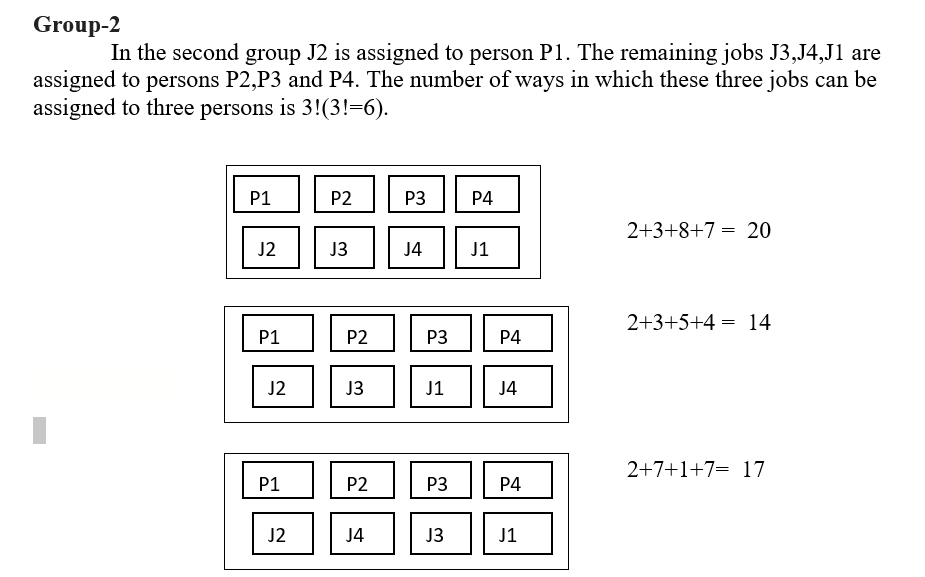 Group-2
In the second group J2 is assigned to person P1. The remaining jobs J3,J4,J1 are
assigned to persons P2,P3 and P4. The number of ways in which these three jobs can be
assigned to three persons is 3!(3!=6).
P1 P2 P3 P4
J2 J3 J4 J1
2+3+8+7 = 20
P1 P2 P3 P4
J2 J3 J1 J4
2+3+5+4 = 14
P1 P2 P3 P4
J2 J4 J3 J1
2+7+1+7= 17